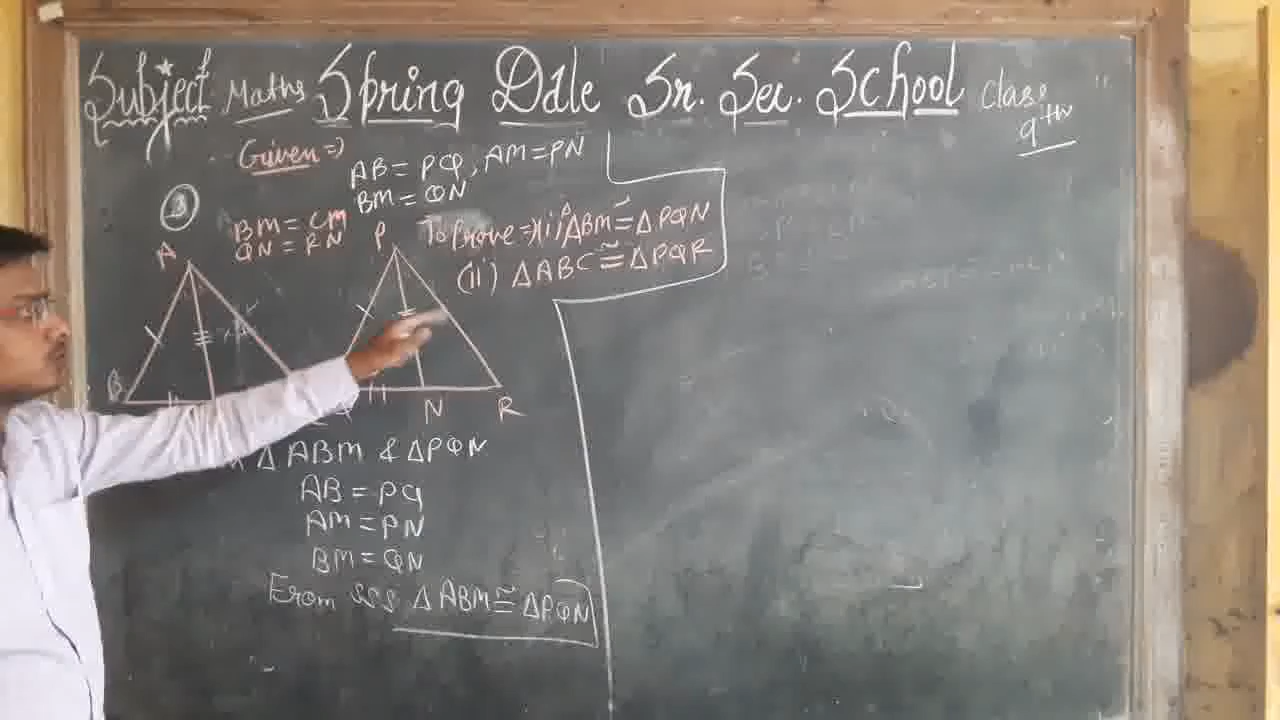 Subject Maths Spring Dale Sr. Sec. School class 9th
Given ⇒
AB = PQ, AM = PN
BM = QN
3
BM = CM
QN = RN
To Prove ⇒ (i) ΔABM ≅ ΔPQN
(ii) ΔABC ≅ ΔPQR
A
P
B
N
R
ΔABM & ΔPQN
AB = PQ
AM = PN
BM = QN
From SSS ΔABM ≅ ΔPQN